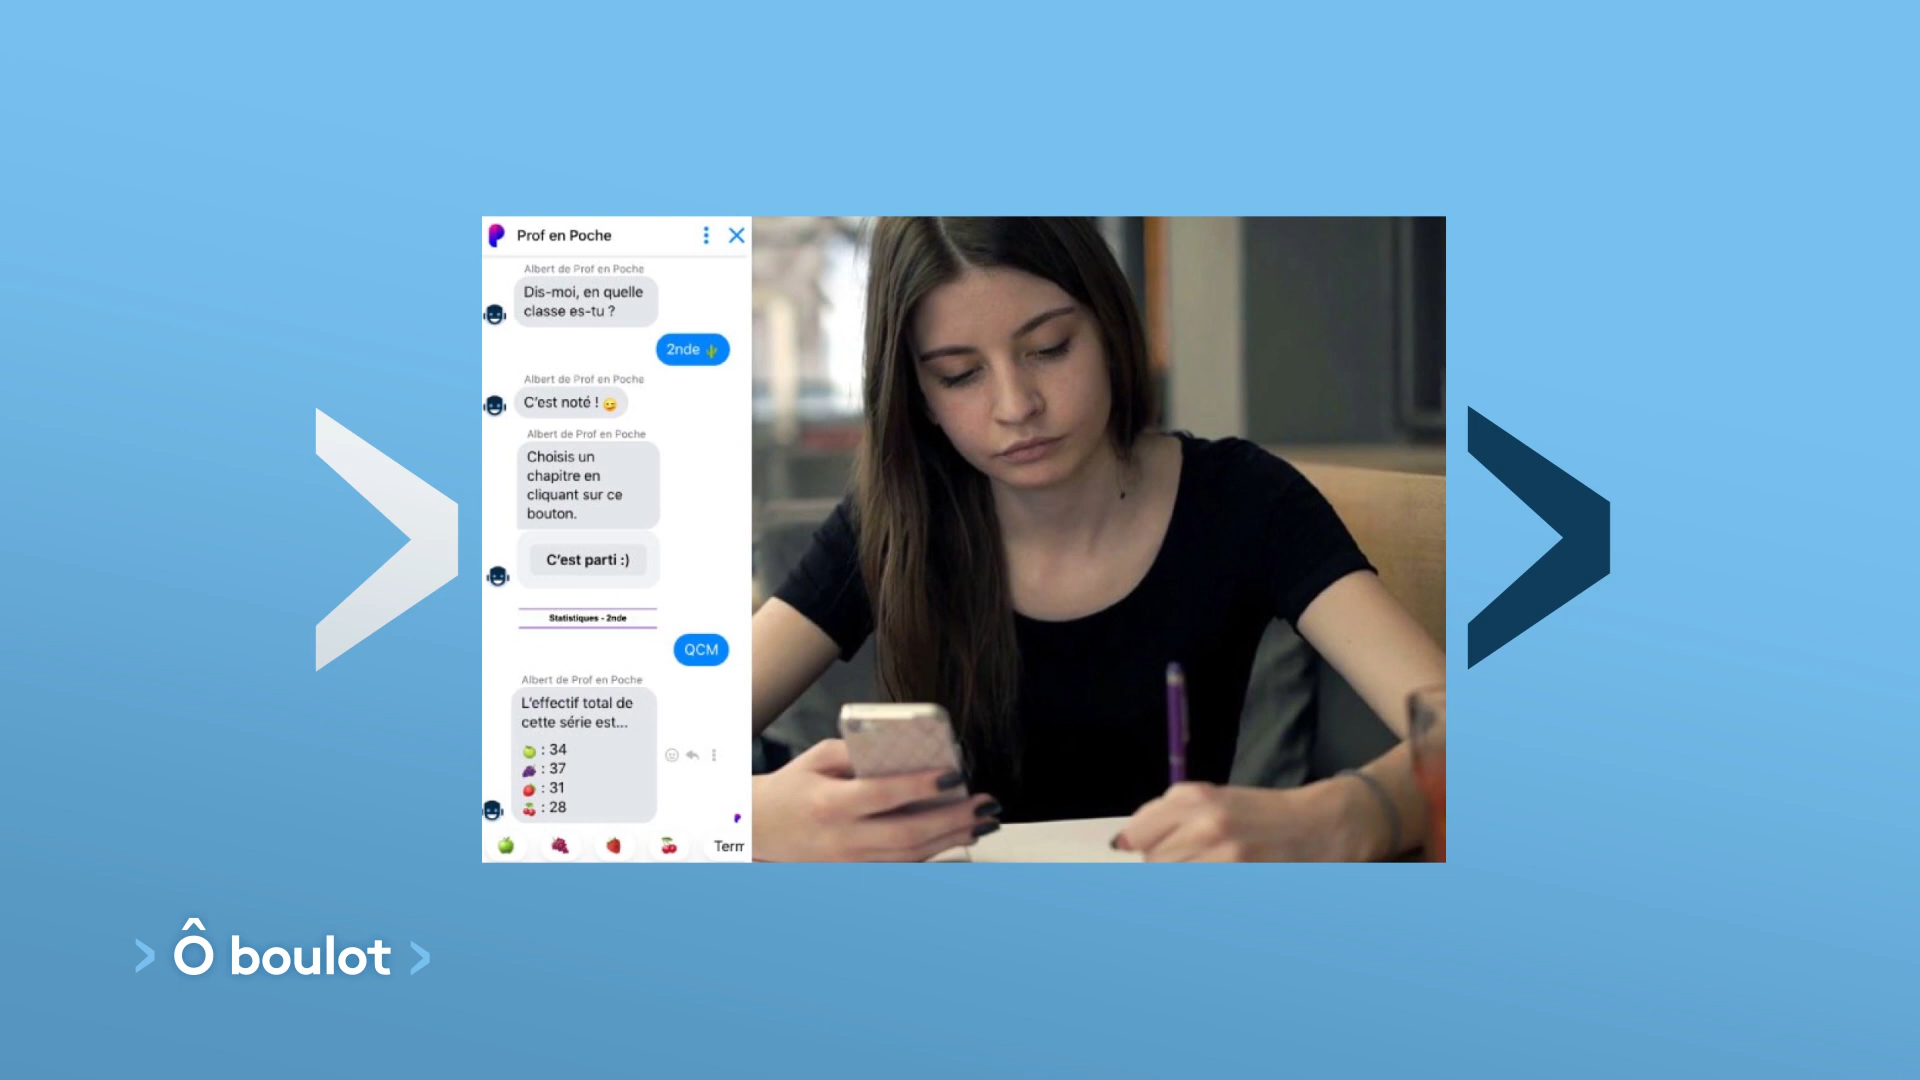 Prof en Poche
Albert de Prof en Poche
Dis-moi, en quelle
classe es-tu ?
2nde 🌵
Albert de Prof en Poche
C'est noté ! 😉
Albert de Prof en Poche
Choisis un
chapitre en
cliquant sur ce
bouton.
C'est parti :)
Statistiques - 2nde
QCM
Albert de Prof en Poche
L'effectif total de
cette série est...
🍏 : 34
🍇 : 37
🍓 : 31
🍒 : 28
Term
> Ô boulot >